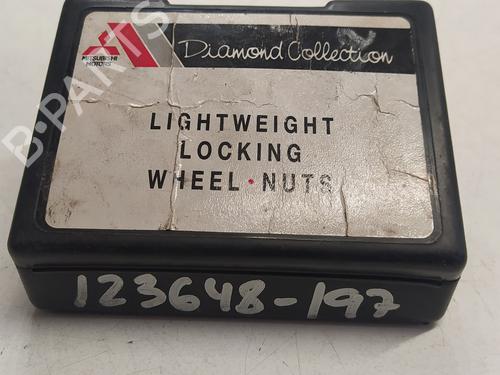 MITSUBISHI
MOTORS
Diamond Collection
LIGHTWEIGHT
LOCKING
WHEEL · NUTS
123648-197
B-PARTS